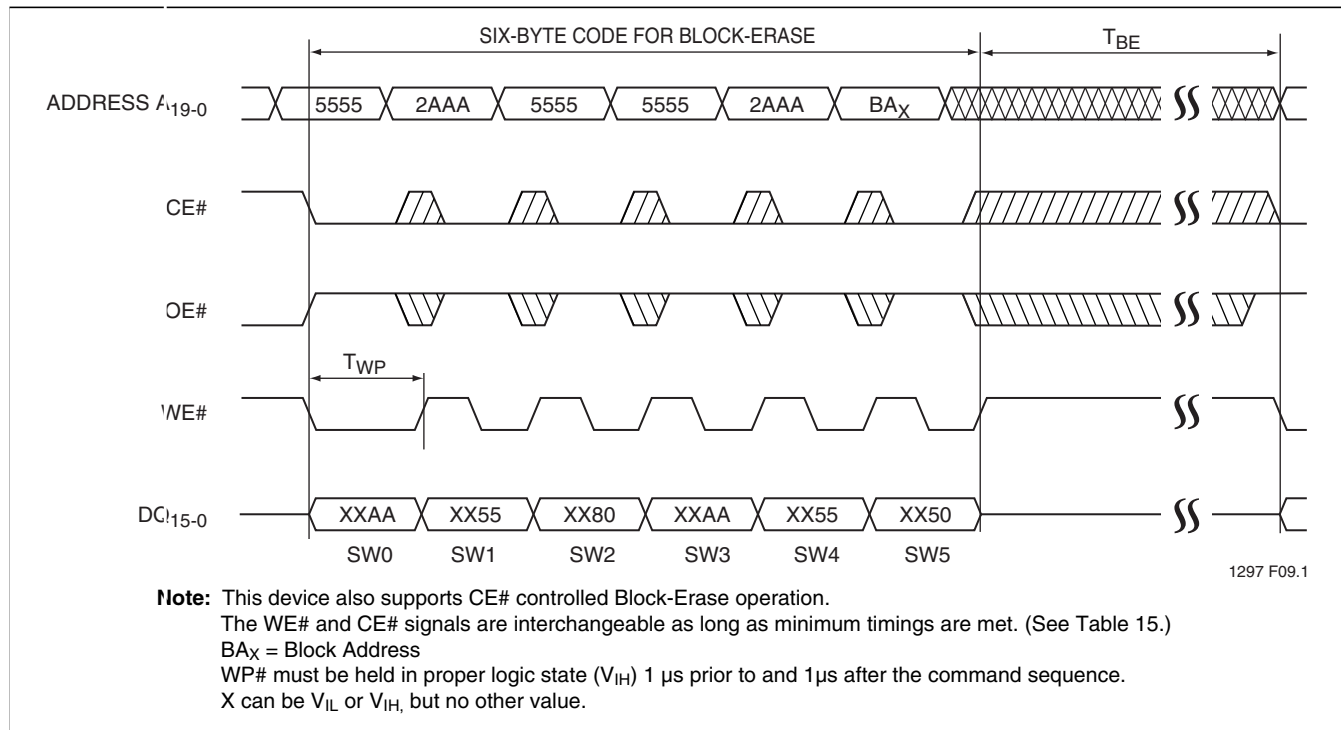 SIX-BYTE CODE FOR BLOCK-ERASE TBE
ADDRESS A19-0 5555 2AAA 5555 5555 2AAA BAX
CE#
OE#
TWP
WE#
DQ15-0 XXAA XX55 XX80 XXAA XX55 XX50
SW0 SW1 SW2 SW3 SW4 SW5
1297 F09.1
Note: This device also supports CE# controlled Block-Erase operation.
The WE# and CE# signals are interchangeable as long as minimum timings are met. (See Table 15.)
BAX = Block Address
WP# must be held in proper logic state (VIH) 1 µs prior to and 1µs after the command sequence.
X can be VIL or VIH, but no other value.